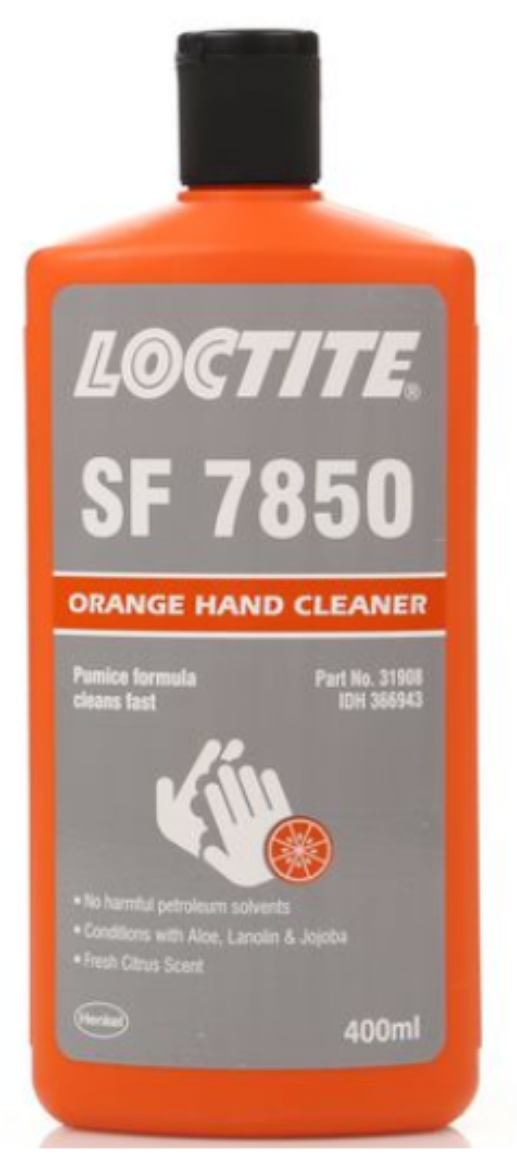 LOCTITE®
SF 7850
ORANGE HAND CLEANER
Pumice formula
cleans fast
Part No. 31908
IDH 366943
• No harmful petroleum solvents
• Conditions with Aloe, Lanolin & Jojoba
• Fresh Citrus Scent
Henkel
400ml